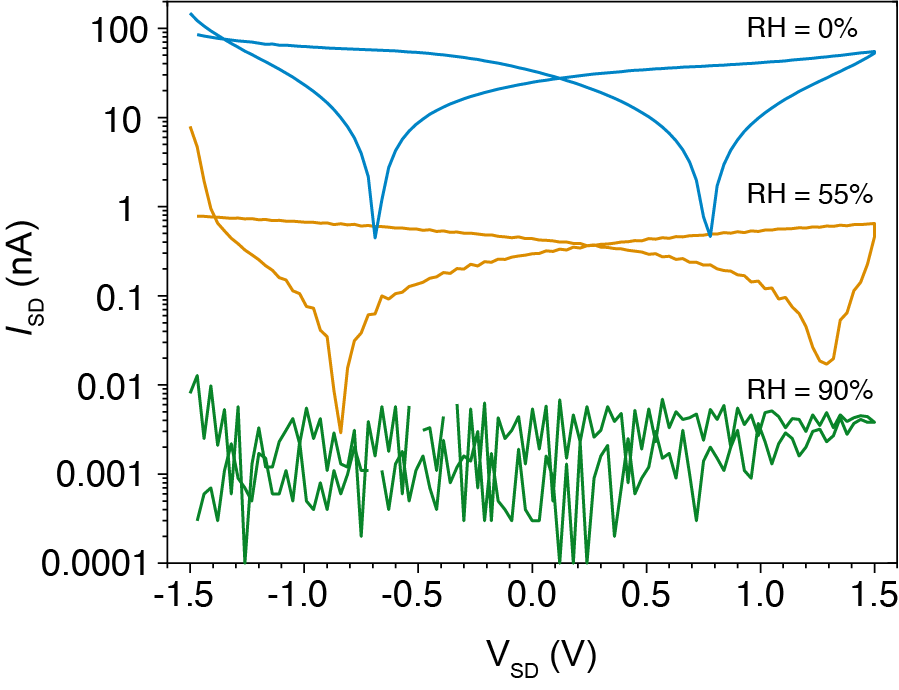 100
10
1
0.1
0.01
0.001
0.0001
I_SD (nA)
RH = 0%
RH = 55%
RH = 90%
-1.5 -1.0 -0.5 0.0 0.5 1.0 1.5
V_SD (V)